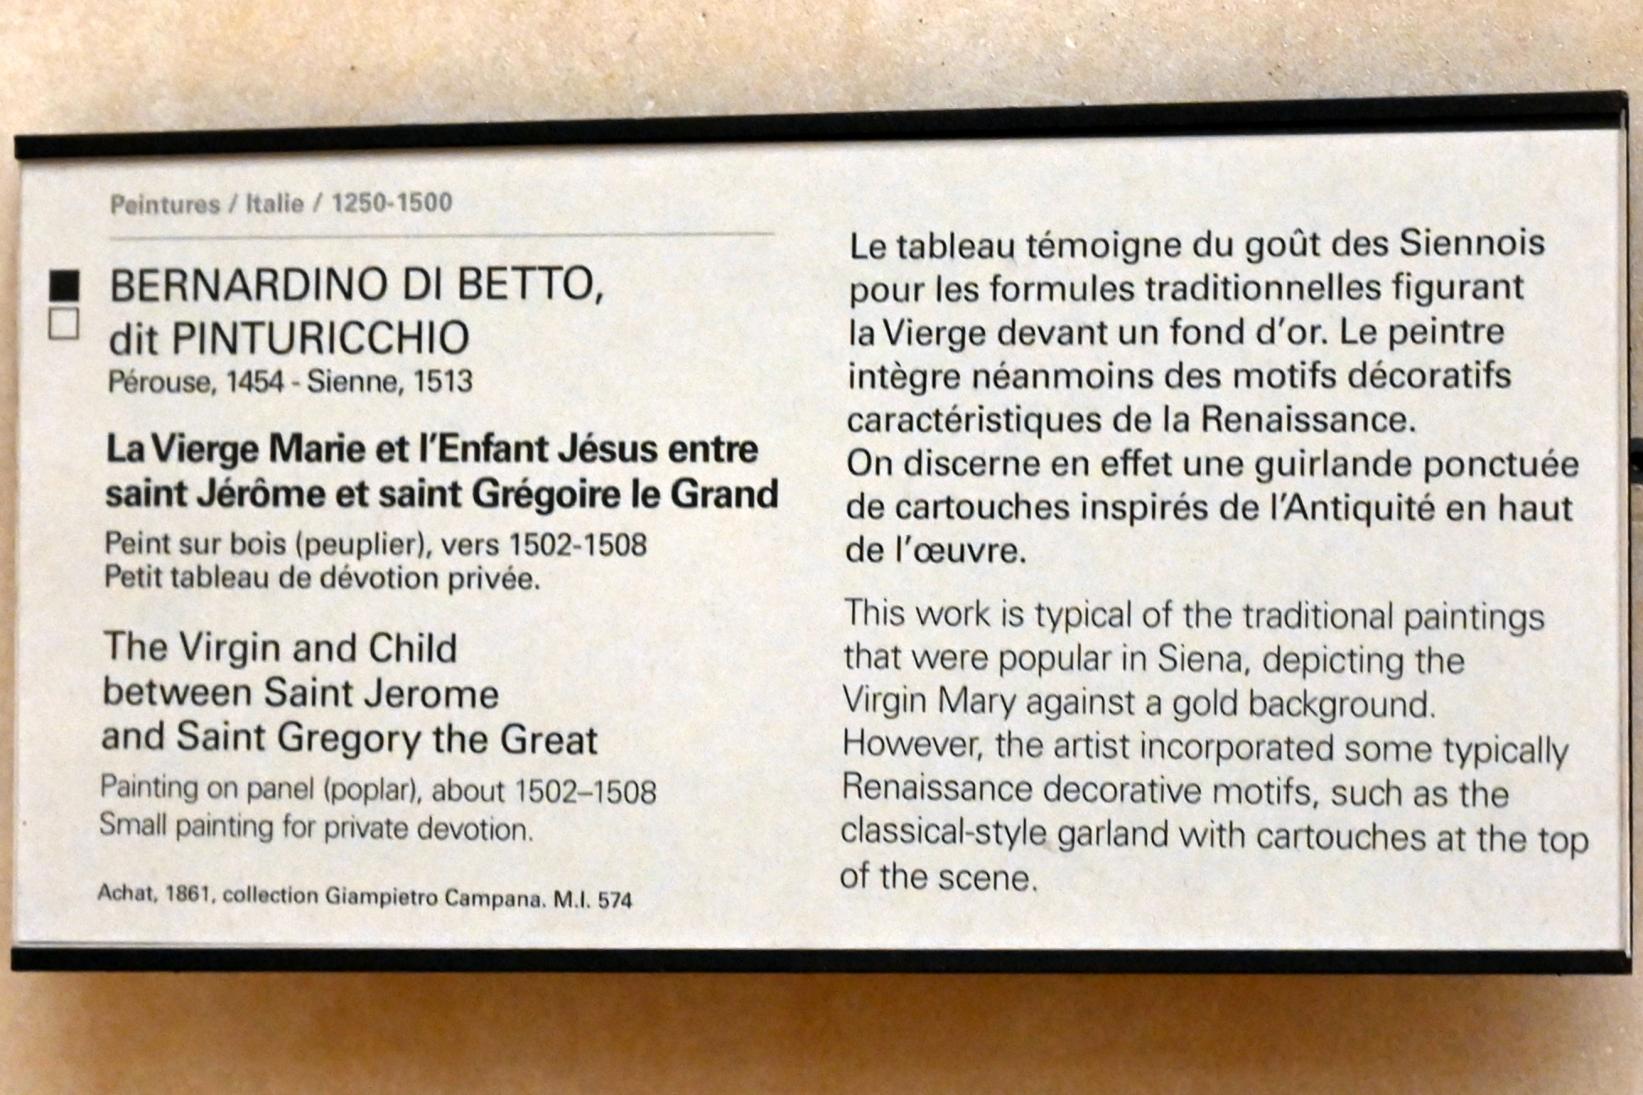 Peintures / Italie / 1250-1500
BERNARDINO DI BETTO,
dit PINTURICCHIO
Pérouse, 1454 - Sienne, 1513
La Vierge Marie et l'Enfant Jésus entre
saint Jérôme et saint Grégoire le Grand
Peint sur bois (peuplier), vers 1502-1508
Petit tableau de dévotion privée.
The Virgin and Child
between Saint Jerome
and Saint Gregory the Great
Painting on panel (poplar), about 1502–1508
Small painting for private devotion.
Achat, 1861, collection Giampietro Campana. M.I. 574
Le tableau témoigne du goût des Siennois
pour les formules traditionnelles figurant
la Vierge devant un fond d'or. Le peintre
intègre néanmoins des motifs décoratifs
caractéristiques de la Renaissance.
On discerne en effet une guirlande ponctuée
de cartouches inspirés de l'Antiquité en haut
de l'œuvre.
This work is typical of the traditional paintings
that were popular in Siena, depicting the
Virgin Mary against a gold background.
However, the artist incorporated some typically
Renaissance decorative motifs, such as the
classical-style garland with cartouches at the top
of the scene.